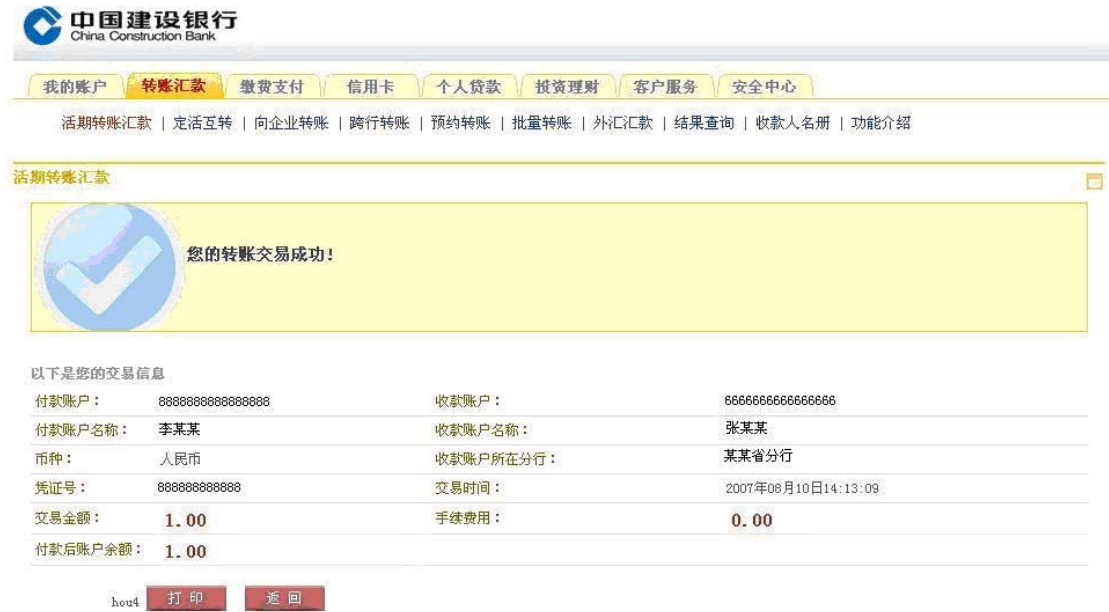 中国建设银行
China Construction Bank
我的账户 转账汇款 缴费支付 信用卡 个人贷款 投资理财 客户服务 安全中心
活期转账汇款 | 定活互转 | 向企业转账 | 跨行转账 | 预约转账 | 批量转账 | 外汇汇款 | 结果查询 | 收款人名册 | 功能介绍
活期转账汇款
您的转账交易成功!
以下是您的交易信息
付款账户: 8888888888888888 收款账户: 6666666666666666
付款账户名称: 李某某 收款账户名称: 张某某
币种: 人民币 收款账户所在分行: 某某省分行
凭证号: 888888888888 交易时间: 2007年08月10日14:13:09
交易金额: 1.00 手续费用: 0.00
付款后账户余额: 1.00
hou4 打印 返回